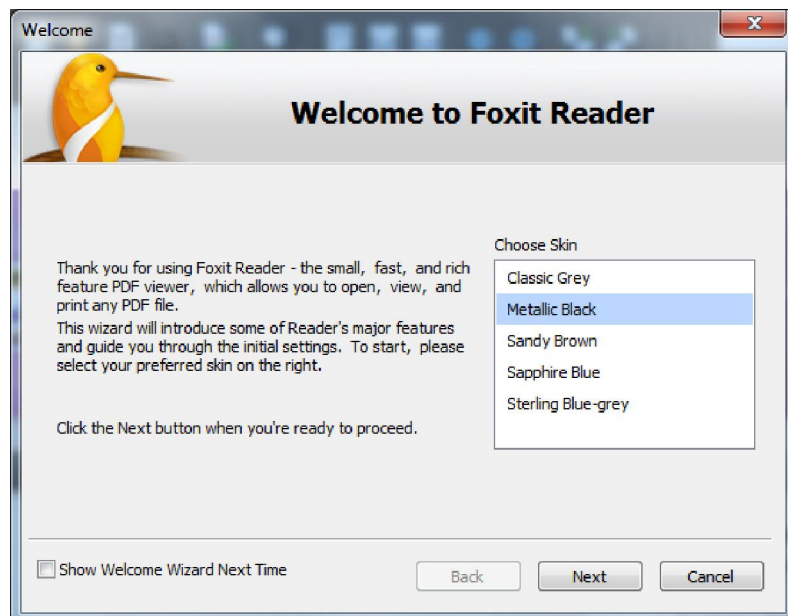 Welcome
x
Welcome to Foxit Reader
Thank you for using Foxit Reader - the small, fast, and rich
feature PDF viewer, which allows you to open, view, and
print any PDF file.
This wizard will introduce some of Reader's major features
and guide you through the initial settings. To start, please
select your preferred skin on the right.
Click the Next button when you're ready to proceed.
Choose Skin
Classic Grey
Metallic Black
Sandy Brown
Sapphire Blue
Sterling Blue-grey
Show Welcome Wizard Next Time
Back
Next
Cancel